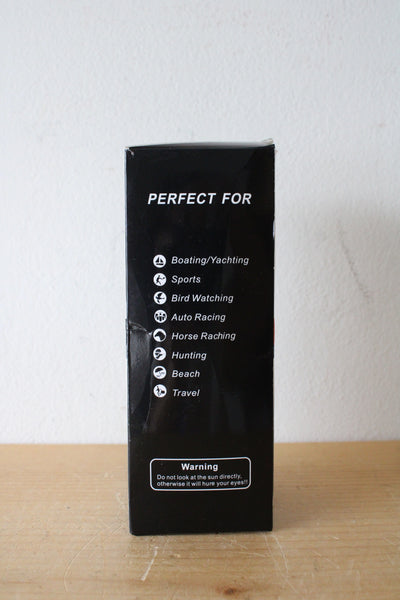 PERFECT FOR
Boating/Yachting
Sports
Bird Watching
Auto Racing
Horse Raching
Hunting
Beach
Travel
Warning
Do not look at the sun directly,
otherwise it will hure your eyes!!